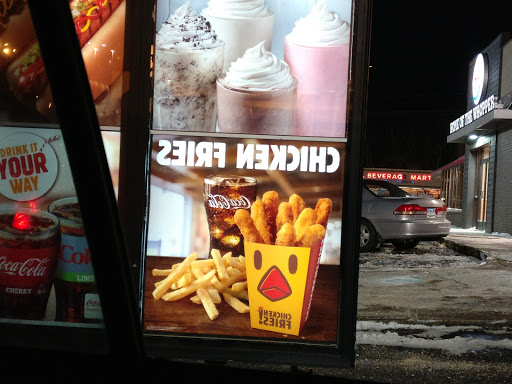 DRINK IT
YOUR
WAY
Coca-Cola
CHERRY
LIME
CHICKEN FRIES
Coca-Cola
CHICKEN
FRIES!
HOME OF THE WHOPPER
BEVERAG MART